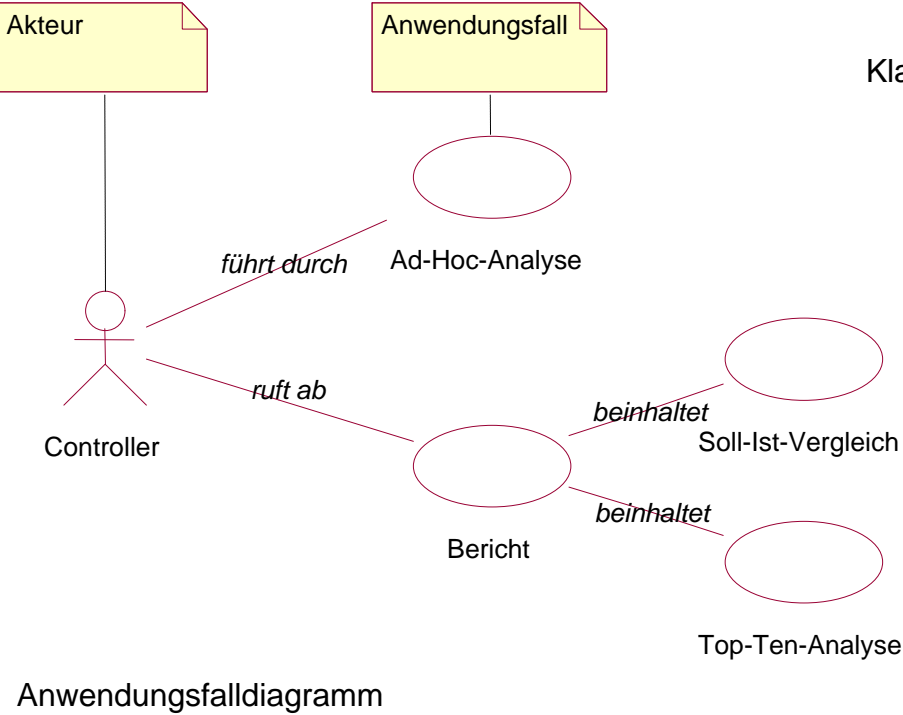 Akteur
Anwendungsfall
Kla
führt durch
Ad-Hoc-Analyse
ruft ab
beinhaltet
Controller
Soll-Ist-Vergleich
beinhaltet
Bericht
Top-Ten-Analyse
Anwendungsfalldiagramm